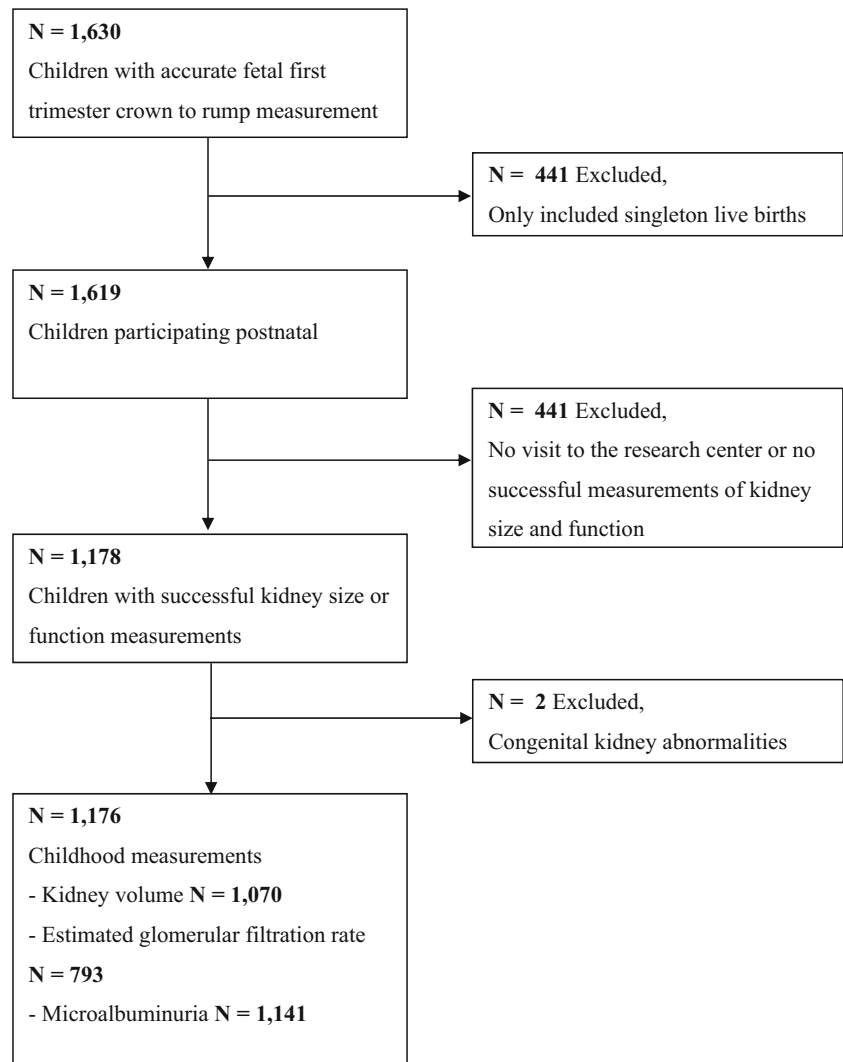 N = 1,630
Children with accurate fetal first
trimester crown to rump measurement
N = 441 Excluded,
Only included singleton live births
N = 1,619
Children participating postnatal
N = 441 Excluded,
No visit to the research center or no
successful measurements of kidney
size and function
N = 1,178
Children with successful kidney size or
function measurements
N = 2 Excluded,
Congenital kidney abnormalities
N = 1,176
Childhood measurements
- Kidney volume N = 1,070
- Estimated glomerular filtration rate
N = 793
- Microalbuminuria N = 1,141